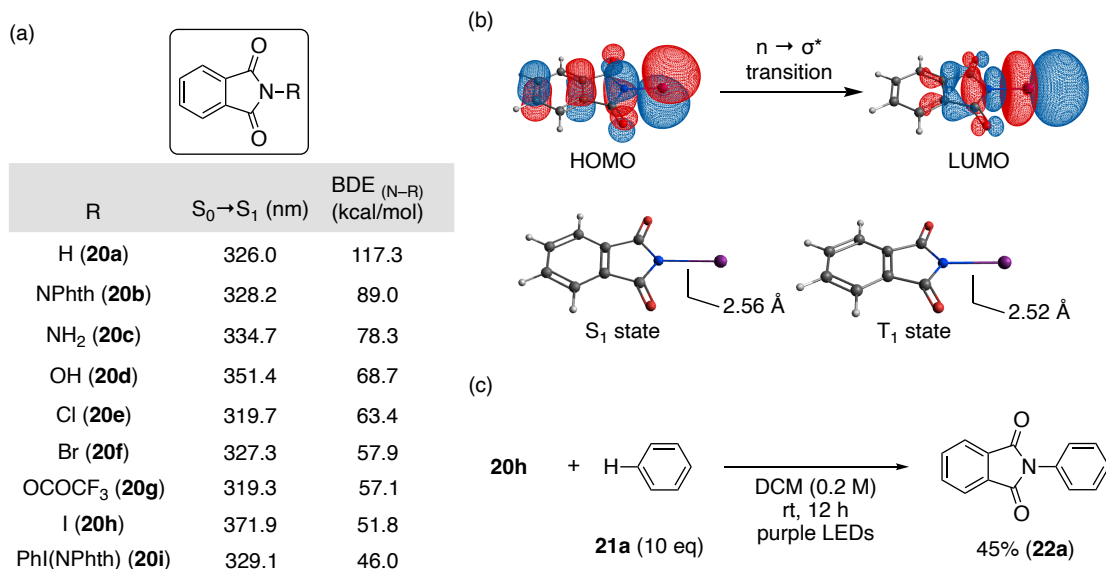 (a)
O
N–R
O
R S₀→S₁ (nm) BDE (N–R) (kcal/mol)
H (20a) 326.0 117.3
NPhth (20b) 328.2 89.0
NH₂ (20c) 334.7 78.3
OH (20d) 351.4 68.7
Cl (20e) 319.7 63.4
Br (20f) 327.3 57.9
OCOCF₃ (20g) 319.3 57.1
I (20h) 371.9 51.8
PhI(NPhth) (20i) 329.1 46.0
(b)
n → σ*
transition
HOMO
LUMO
2.56 Å
S₁ state
2.52 Å
T₁ state
(c)
20h + H
21a (10 eq)
DCM (0.2 M)
rt, 12 h
purple LEDs
O
N
O
45% (22a)